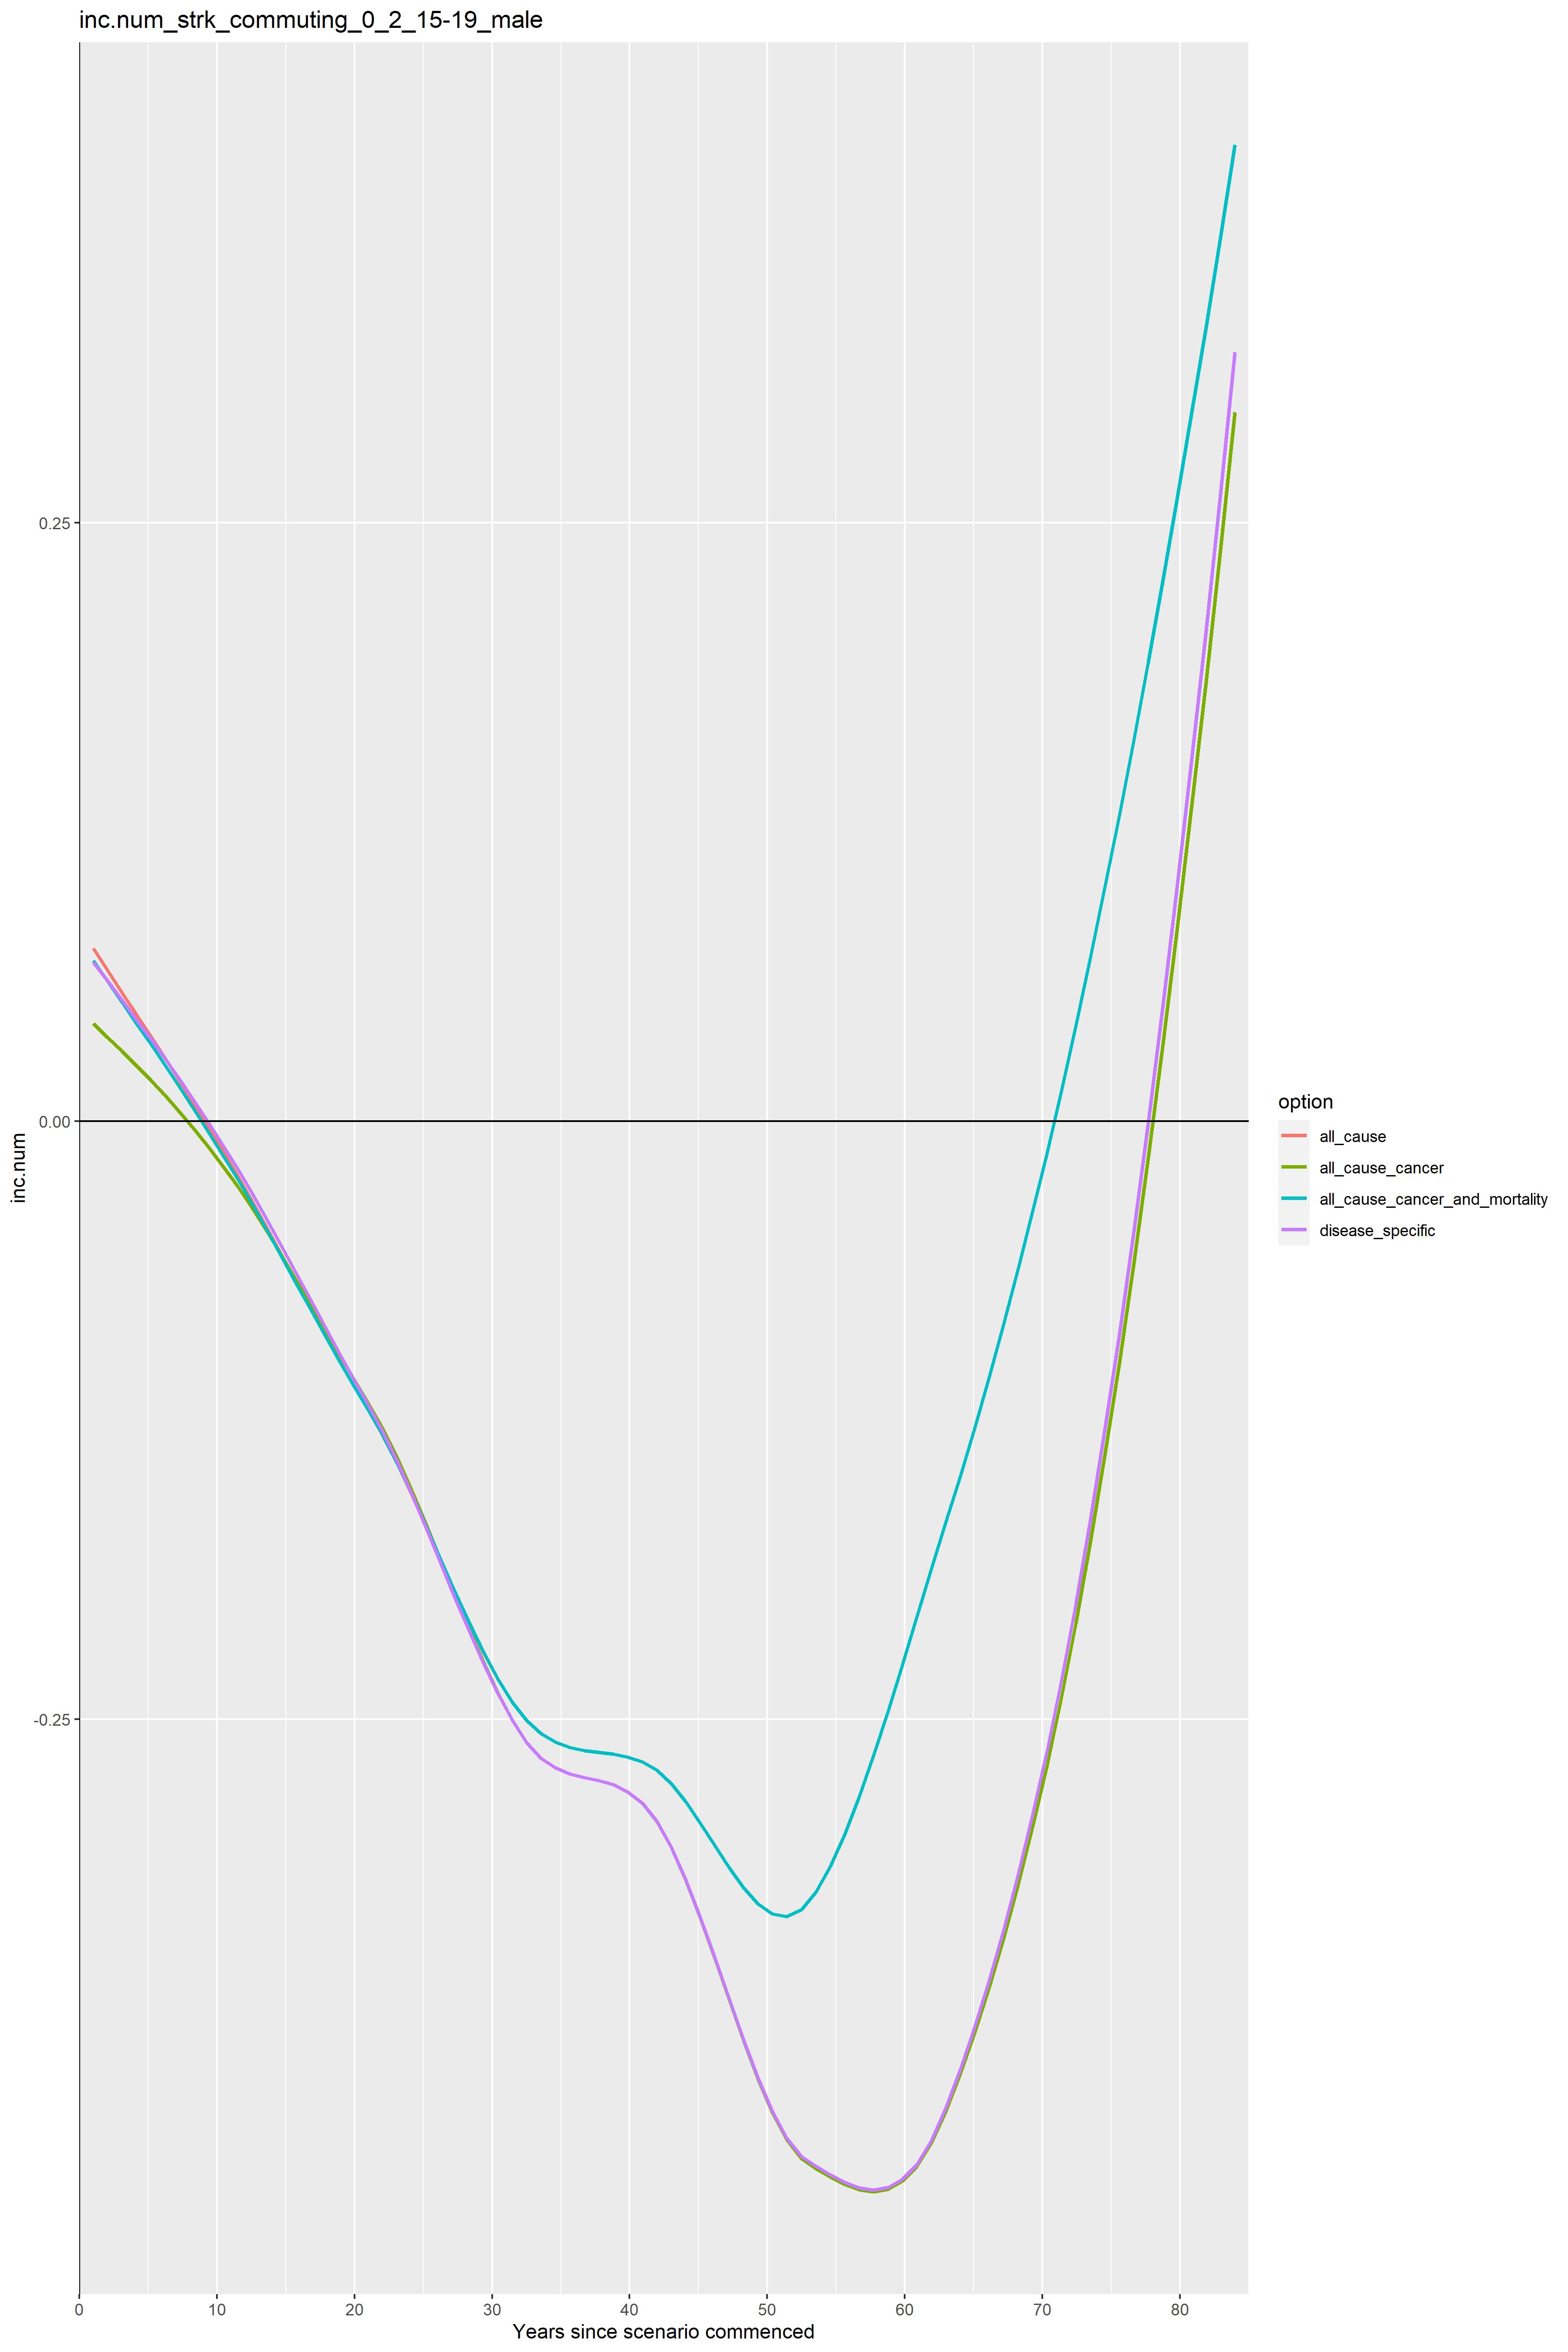 inc.num_strk_commuting_0_2_15-19_male
0.25
0.00
-0.25
inc.num
0 10 20 30 40 50 60 70 80
Years since scenario commenced
option
all_cause
all_cause_cancer
all_cause_cancer_and_mortality
disease_specific